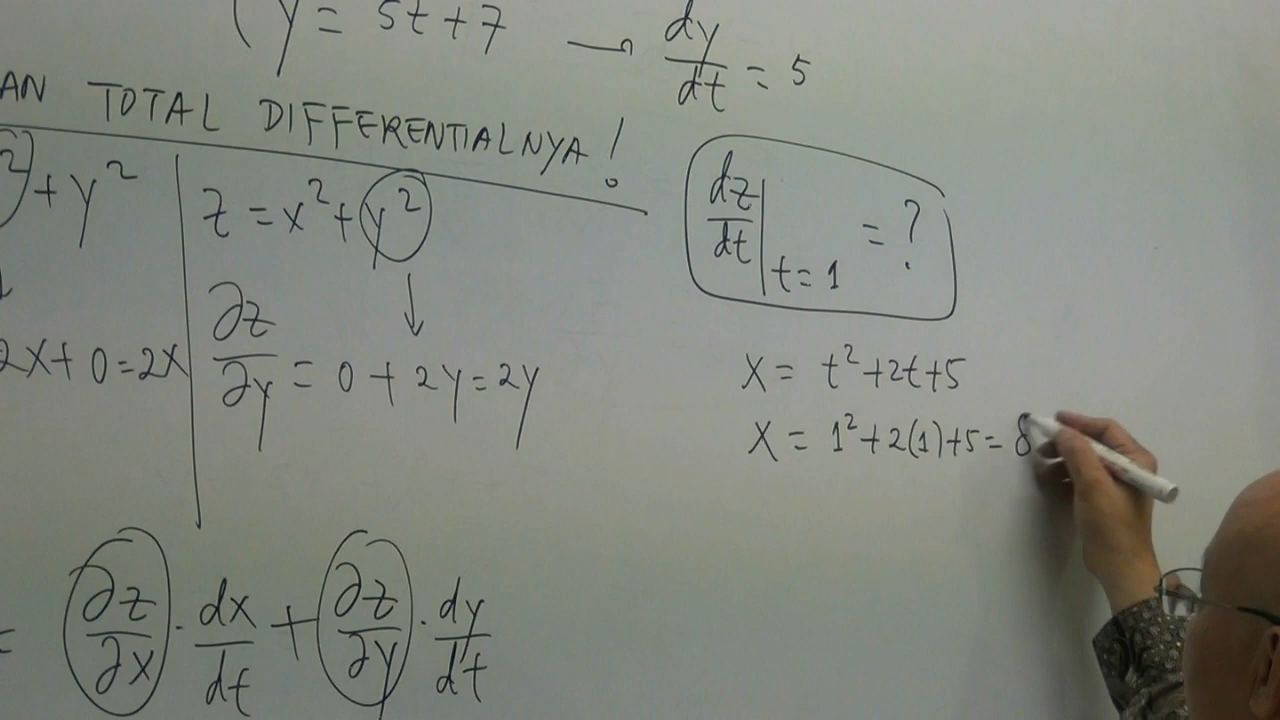 ( y = 5t + 7 → dy/dt = 5
AN TOTAL DIFFERENTIALNYA !
2) + y²
z = x² + y²
↓
2x + 0 = 2x
∂z/∂y = 0 + 2y = 2y
= ∂z/∂x · dx/dt + ∂z/∂y · dy/dt
dz/dt | t = 1 = ?
x = t² + 2t + 5
x = 1² + 2(1) + 5 = 8